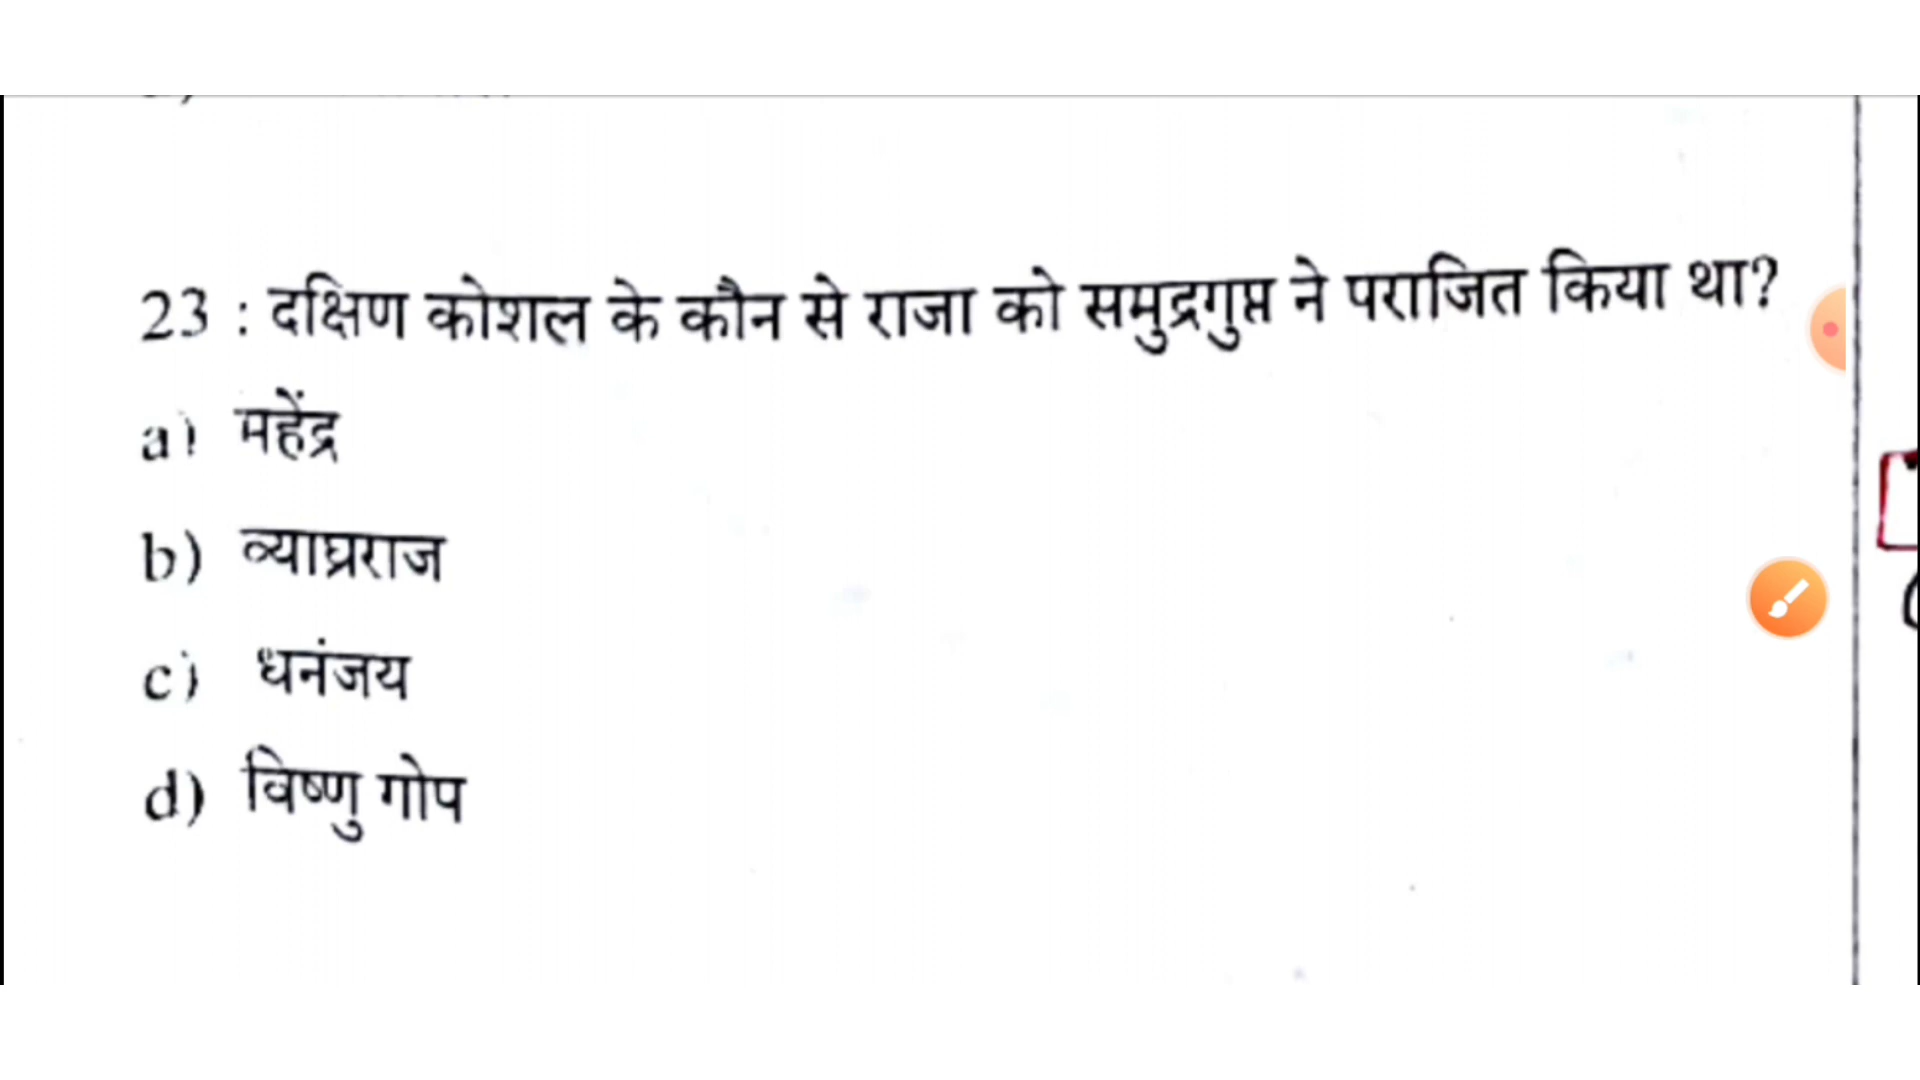 23 : दक्षिण कोशल के कौन से राजा को समुद्रगुप्त ने पराजित किया था?
a) महेंद्र
b) व्याघ्रराज
c) धनंजय
d) विष्णु गोप